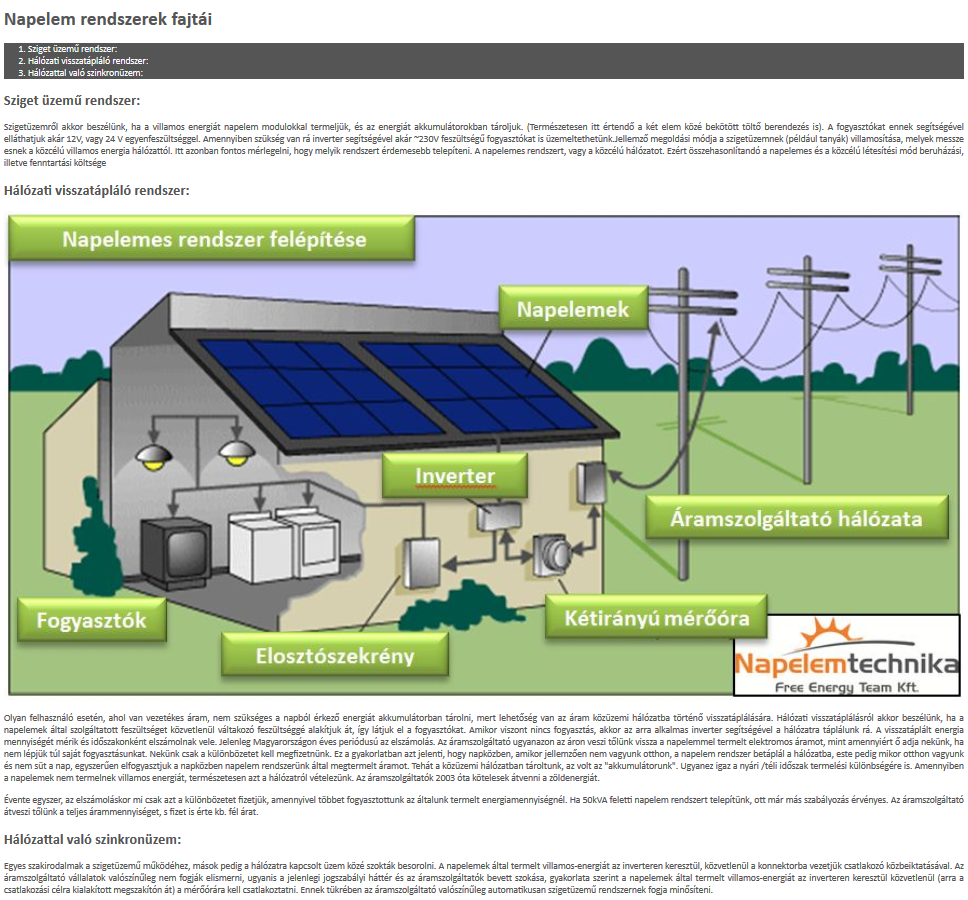 Napelem rendszerek fajtái
1. Sziget üzemű rendszer:
2. Hálózati visszatápláló rendszer:
3. Hálózattal való szinkronüzem:
Sziget üzemű rendszer:
Szigetüzemről akkor beszélünk, ha a villamos energiát napelem modulokkal termeljük, és az energiát akkumulátorokban tároljuk. (Természetesen itt értendő a két elem közé bekötött töltő berendezés is). A fogyasztókat ennek segítségével
elláthatjuk akár 12V, vagy 24 V egyenfeszültséggel. Amennyiben szükség van rá inverter segítségével akár ~230V feszültségű fogyasztókat is üzemeltethetünk.Jellemző megoldási módja a szigetüzemnek (például tanyák) villamosítása, melyek messze
esnek a közcélú villamos energia hálózattól. Itt azonban fontos mérlegelni, hogy melyik rendszert érdemesebb telepíteni. A napelemes rendszert, vagy a közcélú hálózatot. Ezért összehasonlítandó a napelemes és a közcélú létesítési mód beruházási,
illetve fenntartási költsége
Hálózati visszatápláló rendszer:
Napelemes rendszer felépítése
Napelemek
Inverter
Áramszolgáltató hálózata
Fogyasztók
Kétirányú mérőóra
Elosztószekrény
Napelemtechnika
Free Energy Team Kft.
Olyan felhasználó esetén, ahol van vezetékes áram, nem szükséges a napból érkező energiát akkumulátorban tárolni, mert lehetőség van az áram közüzemi hálózatba történő visszatáplálására. Hálózati visszatáplálásról akkor beszélünk, ha a
napelemek által szolgáltatott feszültséget közvetlenül váltakozó feszültséggé alakítjuk át, így látjuk el a fogyasztókat. Amikor viszont nincs fogyasztás, akkor az arra alkalmas inverter segítségével a hálózatra táplálunk rá. A visszatáplált energia
mennyiségét mérik és időszakonként elszámolnak vele. Jelenleg Magyarországon éves periódusú az elszámolás. Az áramszolgáltató ugyanazon az áron veszi tőlünk vissza a napelemmel termelt elektromos áramot, mint amennyiért ő adja nekünk, ha
nem lépjük túl saját fogyasztásunkat. Nekünk csak a különbözetet kell megfizetnünk. Ez a gyakorlatban azt jelenti, hogy napközben, amikor jellemzően nem vagyunk otthon, a napelem rendszer betáplál a hálózatba, este pedig mikor otthon vagyunk
és nem süt a nap, egyszerűen elfogyasztjuk a napközben napelem rendszerünk által megtermelt áramot. Tehát a közüzemi hálózatban tároltunk, az volt az "akkumulátorunk". Ugyanez igaz a nyári /téli időszak termelési különbségére is. Amennyiben
a napelemek nem termelnek villamos energiát, természetesen azt a hálózatról vételezünk. Az áramszolgáltatók 2003 óta kötelesek átvenni a zöldenergiát.
Évente egyszer, az elszámoláskor mi csak azt a különbözetet fizetjük, amennyivel többet fogyasztottunk az általunk termelt energiamennyiségnél. Ha 50kVA feletti napelem rendszert telepítünk, ott már más szabályozás érvényes. Az áramszolgáltató
átveszi tőlünk a teljes árammennyiséget, s fizet is érte kb. fél árat.
Hálózattal való szinkronüzem:
Egyes szakirodalmak a szigetüzemű működéhez, mások pedig a hálózatra kapcsolt üzem közé szokták besorolni. A napelemek által termelt villamos-energiát az inverteren keresztül, közvetlenül a konnektorba vezetjük csatlakozó közbeiktatásával. Az
áramszolgáltató vállalatok valószínűleg nem fogják elismerni, ugyanis a jelenlegi jogszabályi háttér és az áramszolgáltatók bevett szokása, gyakorlata szerint a napelemek által termelt villamos-energiát az inverteren keresztül közvetlenül (arra a
csatlakozási célra kialakított megszakítón át) a mérőórára kell csatlakoztatni. Ennek tükrében az áramszolgáltató valószínűleg automatikusan szigetüzemű rendszernek fogja minősíteni.